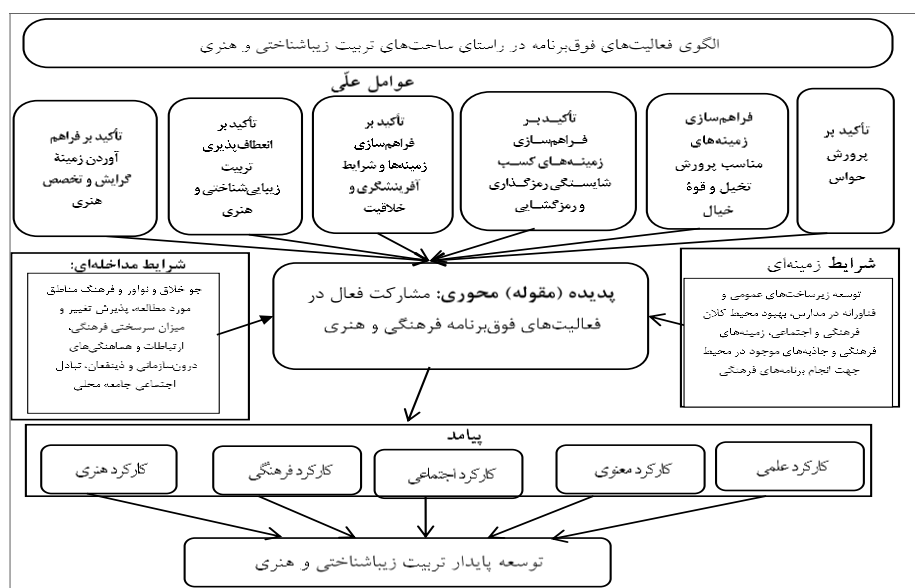 الگوی فعالیت‌های فوق‌برنامه در راستای ساحت‌های تربیت زیباشناختی و هنری
عوامل علّی
تأکید بر
پرورش
حواس
فراهم‌سازی
زمینه‌های
مناسب پرورش
تخیل و قوهٔ
خیال
تأکید بر
فراهم‌سازی
زمینه‌های کسب
شایستگی رمزگذاری
و رمزگشایی
تأکید بر
فراهم‌سازی
زمینه‌ها و شرایط
آفرینشگری و
خلاقیت
تأکید بر
انعطاف‌پذیری
تربیت
زیبایی‌شناختی و
هنری
تأکید بر فراهم
آوردن زمینهٔ
گرایش و تخصص
هنری
شرایط زمینه‌ای
توسعه زیرساخت‌های عمومی و
فناورانه در مدارس، بهبود محیط کلان
فرهنگی و اجتماعی، زمینه‌های
فرهنگی و جاذبه‌های موجود در محیط
جهت انجام برنامه‌های فرهنگی
پدیده (مقوله) محوری: مشارکت فعال در
فعالیت‌های فوق‌برنامه فرهنگی و هنری
شرایط مداخله‌ای:
جو خلاق و نوآور و فرهنگ مناطق
مورد مطالعه، پذیرش تغییر و
میزان سرسختی فرهنگی،
ارتباطات و هماهنگی‌های
درون‌سازمانی و ذینفعان، تبادل
اجتماعی جامعه محلی
پیامد
کارکرد علمی
کارکرد معنوی
کارکرد اجتماعی
کارکرد فرهنگی
کارکرد هنری
توسعه پایدار تربیت زیباشناختی و هنری